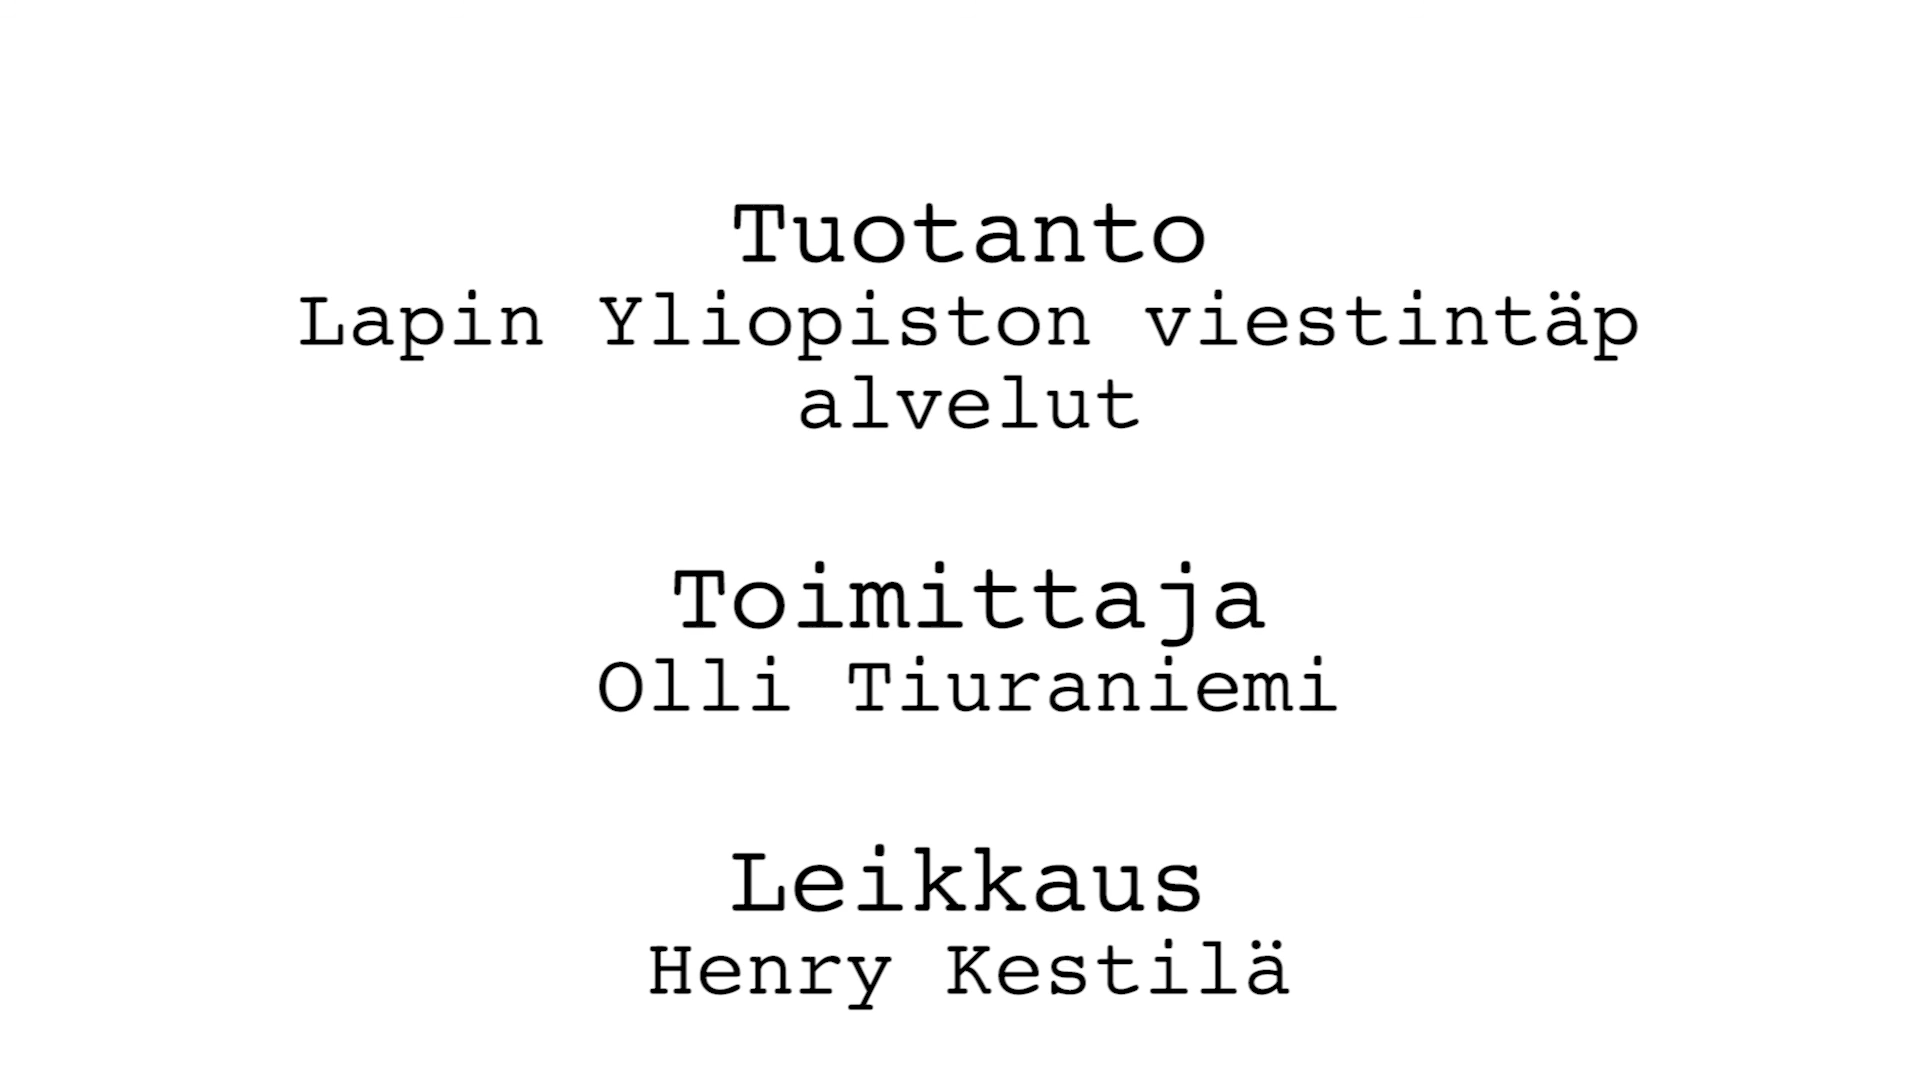 Tuotanto
Lapin Yliopiston viestintäp
alvelut
Toimittaja
Olli Tiuraniemi
Leikkaus
Henry Kestilä